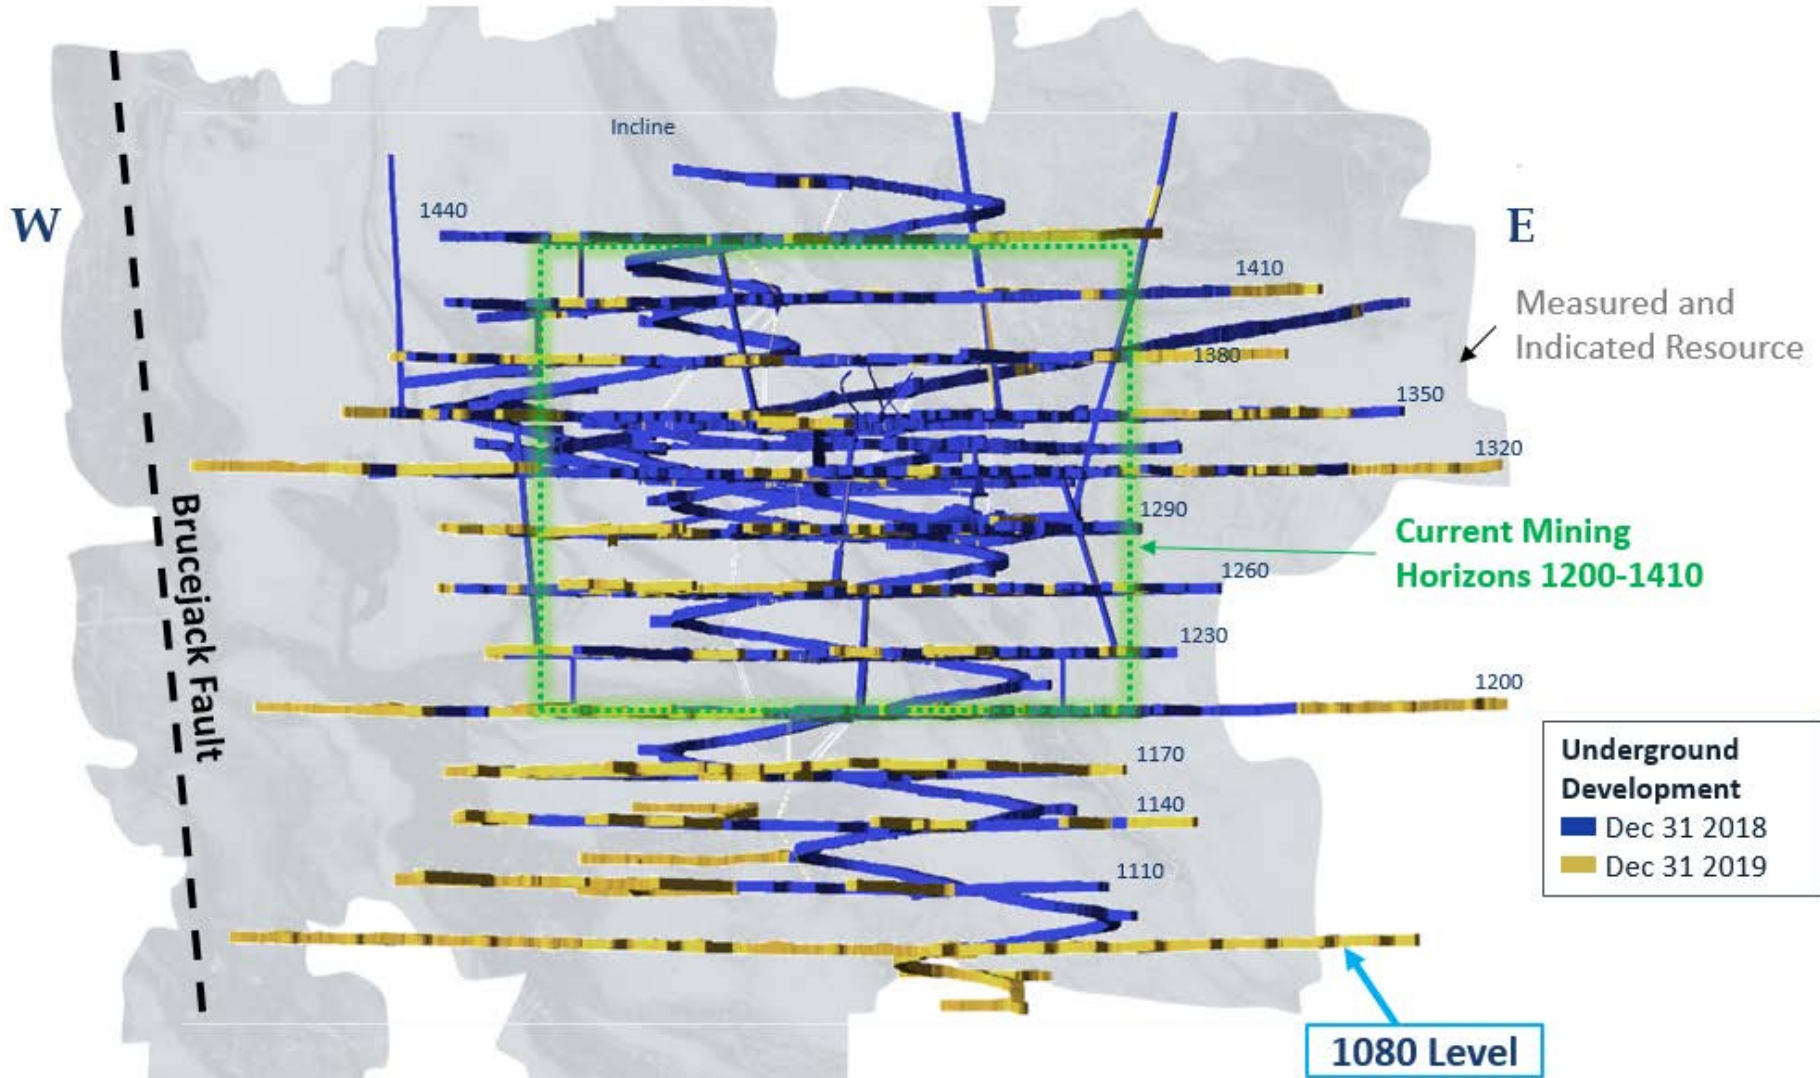 Incline
W
1440
E
1410
Measured and
Indicated Resource
1380
1350
1320
1290
Current Mining
Horizons 1200-1410
1260
1230
Brucejack Fault
1200
1170
Underground
Development
Dec 31 2018
Dec 31 2019
1140
1110
1080 Level